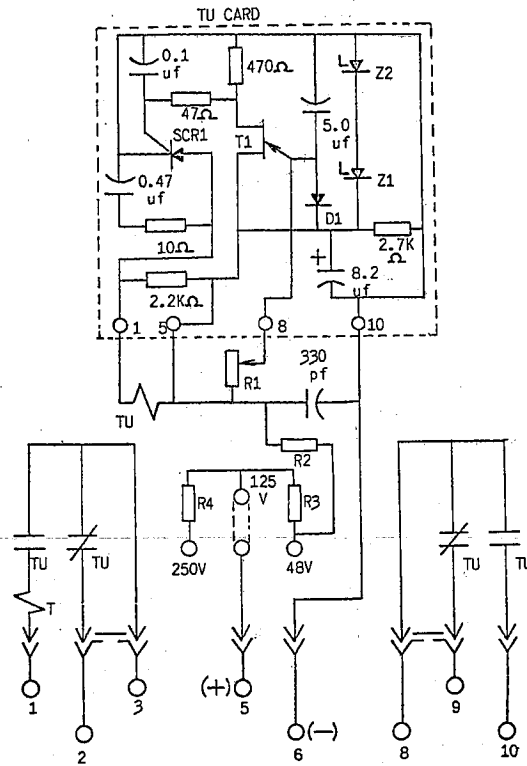 TU CARD
0.1
uf
470Ω
Z2
47Ω
5.0
uf
SCR1
T1
Z1
0.47
uf
D1
10Ω
2.7K
Ω
+
8.2
uf
2.2KΩ
1
5
8
10
330
pf
R1
TU
R2
125
V
R4
R3
250V
48V
TU
TU
TU
TU
T
(+)
(-)
1
2
3
5
6
8
9
10